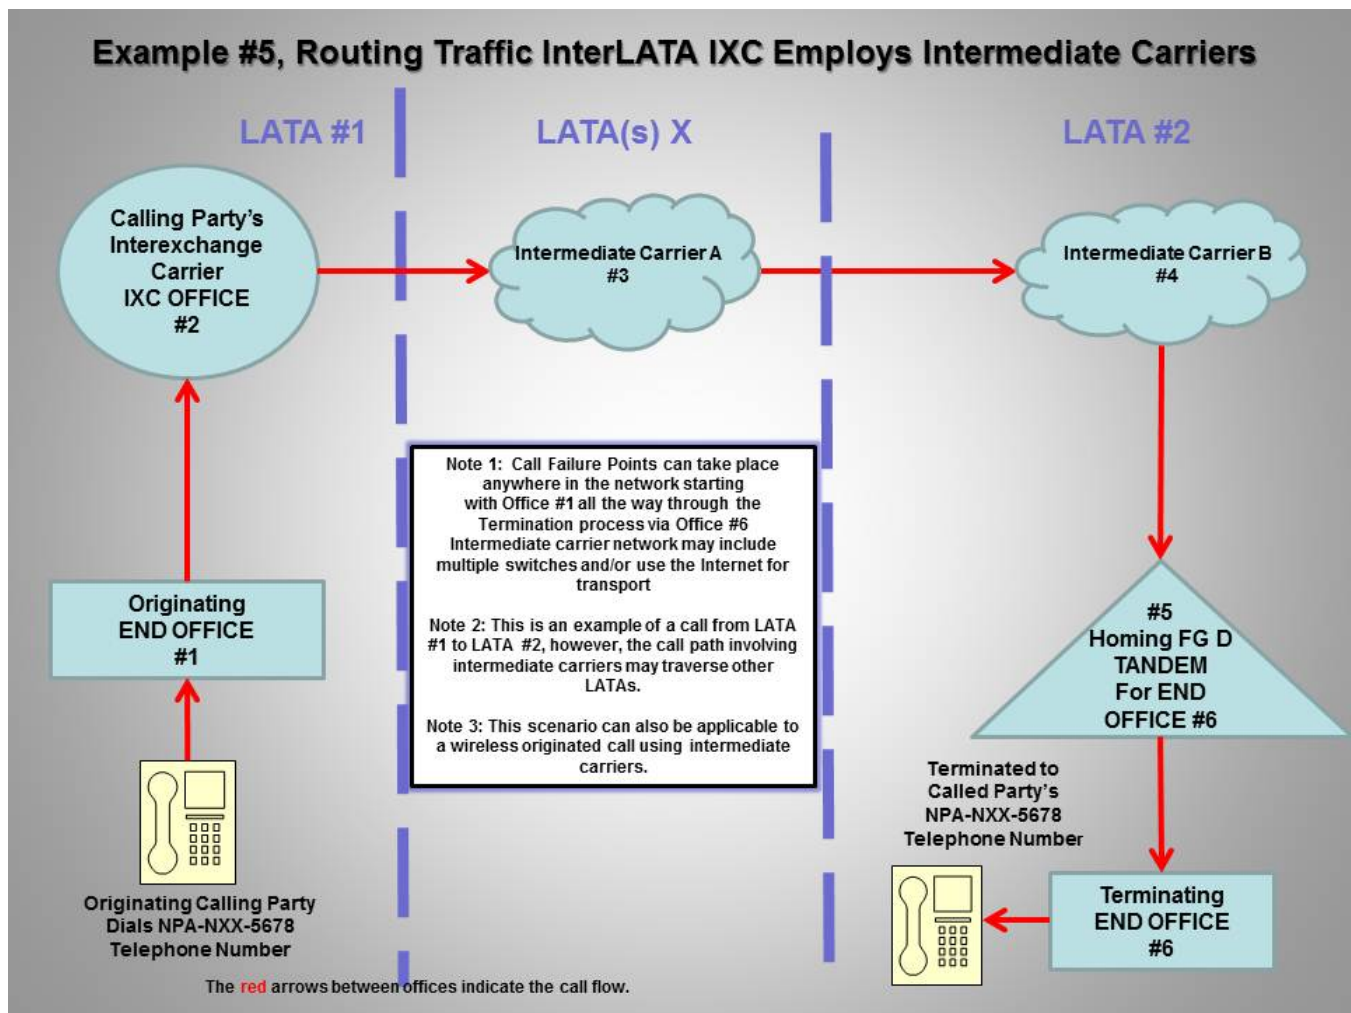 Example #5, Routing Traffic InterLATA IXC Employs Intermediate Carriers
LATA #1
LATA(s) X
LATA #2
Calling Party's
Interexchange
Carrier
IXC OFFICE
#2
Intermediate Carrier A
#3
Intermediate Carrier B
#4
Note 1: Call Failure Points can take place
anywhere in the network starting
with Office #1 all the way through the
Termination process via Office #6
Intermediate carrier network may include
multiple switches and/or use the Internet for
transport
Note 2: This is an example of a call from LATA
#1 to LATA #2, however, the call path involving
intermediate carriers may traverse other
LATAs.
Note 3: This scenario can also be applicable to
a wireless originated call using intermediate
carriers.
Originating
END OFFICE
#1
#5
Homing FG D
TANDEM
For END
OFFICE #6
Terminated to
Called Party's
NPA-NXX-5678
Telephone Number
Originating Calling Party
Dials NPA-NXX-5678
Telephone Number
Terminating
END OFFICE
#6
The red arrows between offices indicate the call flow.